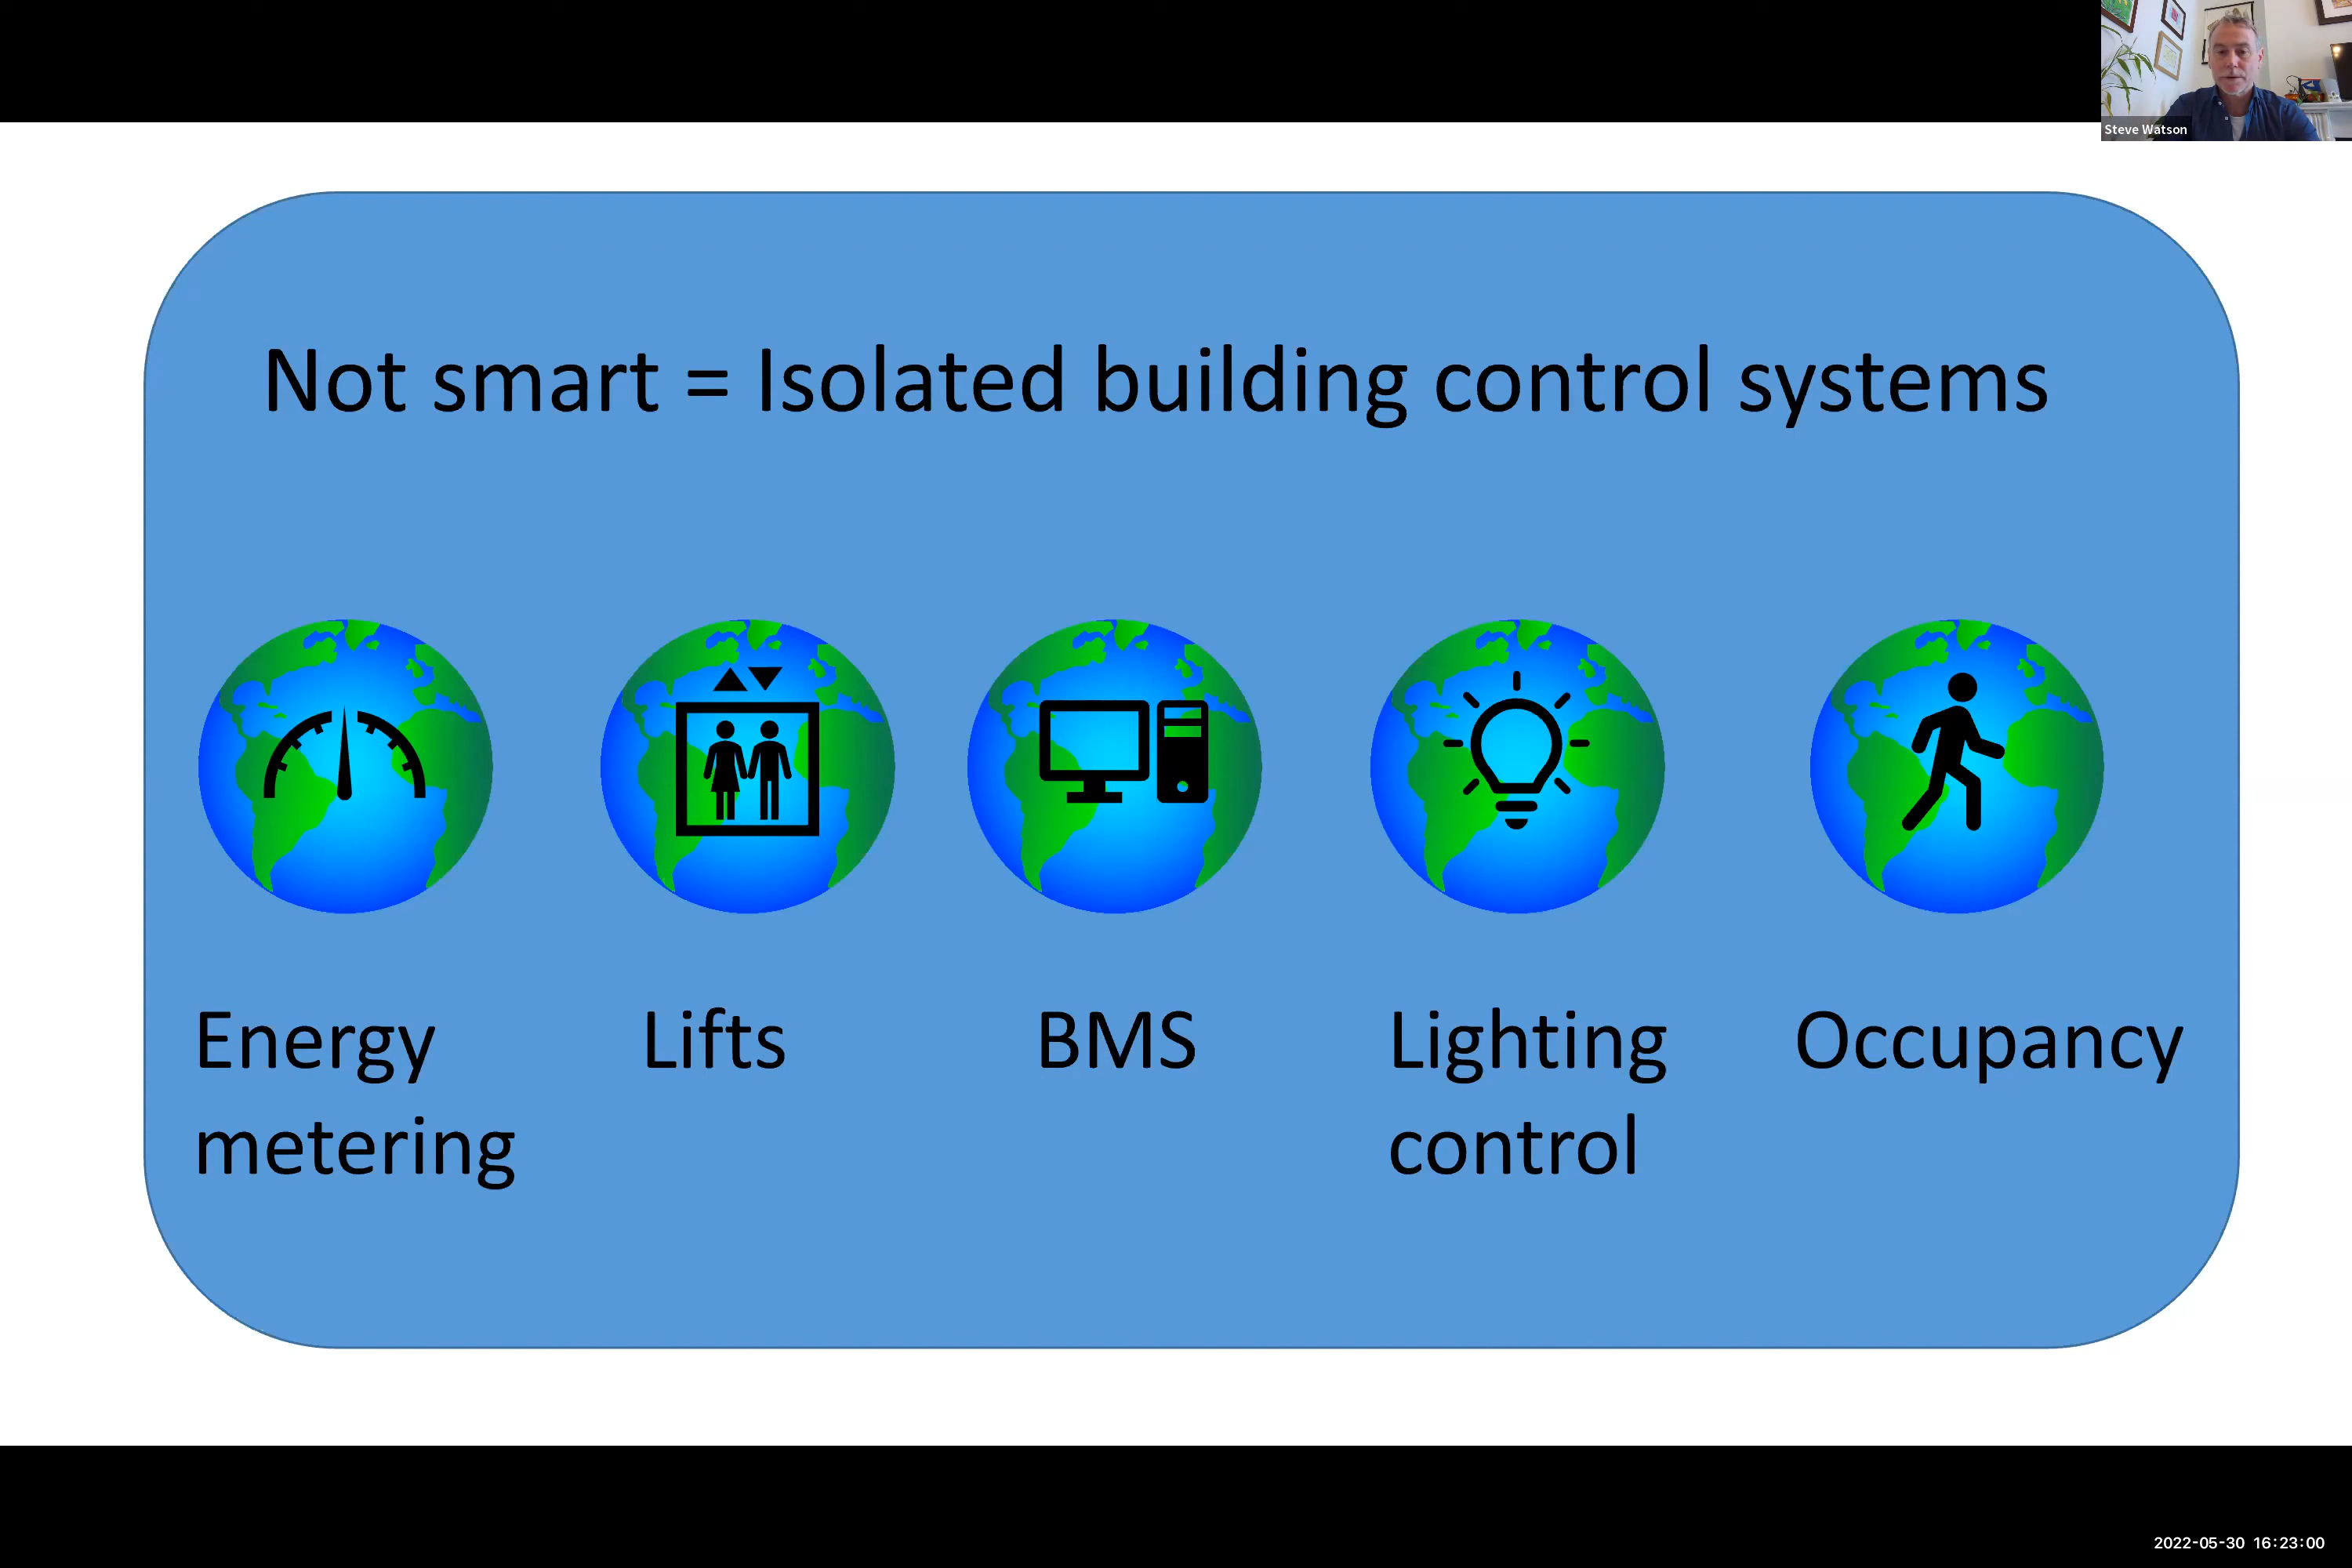 Steve Watson
Not smart = Isolated building control systems
Energy
metering
Lifts
BMS
Lighting
control
Occupancy
2022-05-30 16:23:00